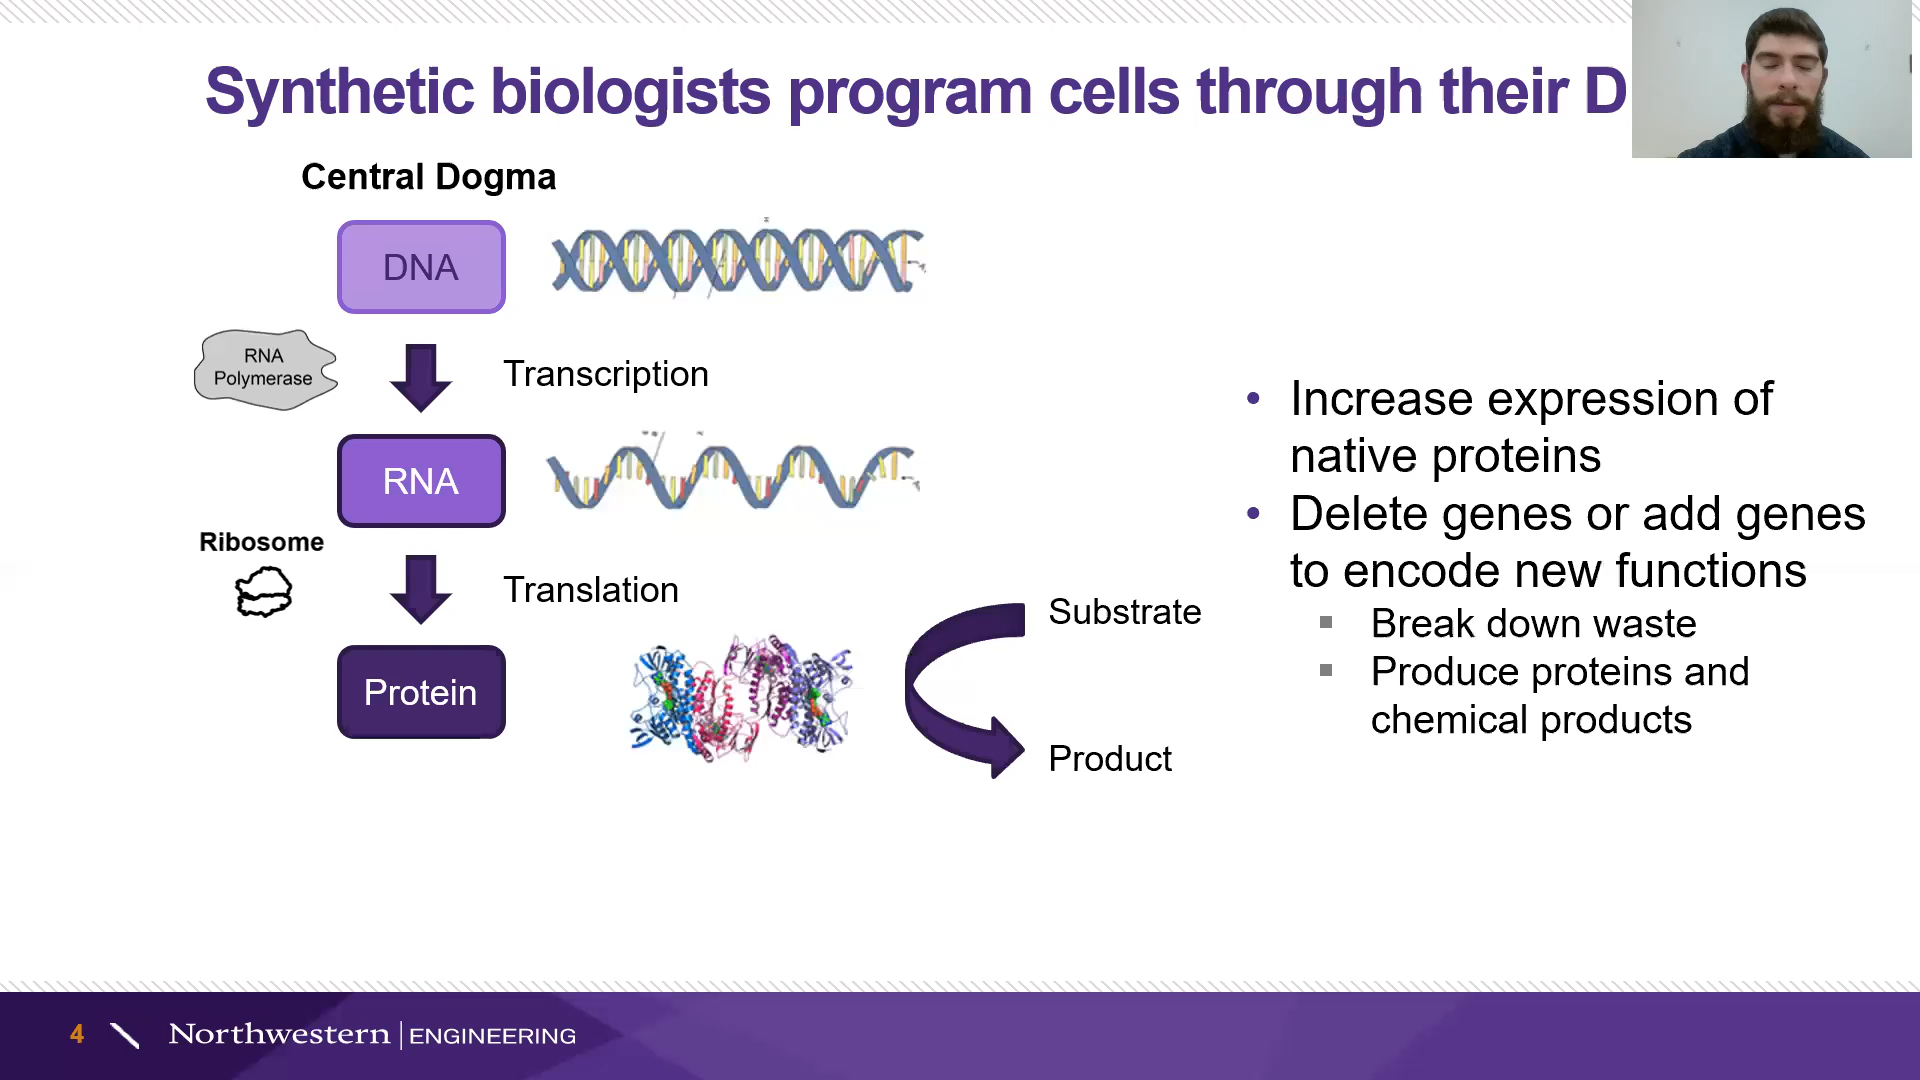 Synthetic biologists program cells through their D
Central Dogma
DNA
RNA
Polymerase
Transcription
RNA
Ribosome
Translation
Protein
Substrate
Product
• Increase expression of
native proteins
• Delete genes or add genes
to encode new functions
▪ Break down waste
▪ Produce proteins and
chemical products
4 \ Northwestern | ENGINEERING